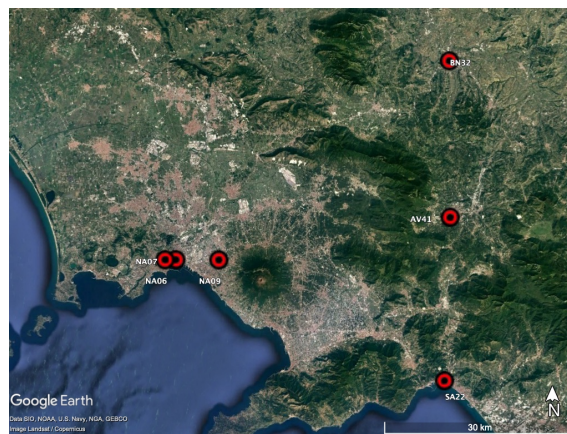 BN32
AV41
NA07
NA06
NA09
SA22
Google Earth
Data SIO, NOAA, U.S. Navy, NGA, GEBCO
Image Landsat / Copernicus
30 km
N